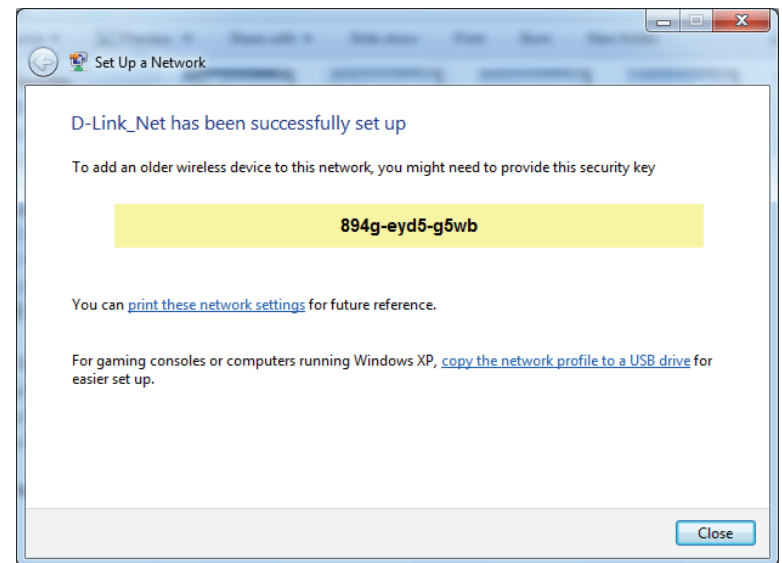 Set Up a Network
D-Link_Net has been successfully set up
To add an older wireless device to this network, you might need to provide this security key
894g-eyd5-g5wb
You can print these network settings for future reference.
For gaming consoles or computers running Windows XP, copy the network profile to a USB drive for
easier set up.
Close